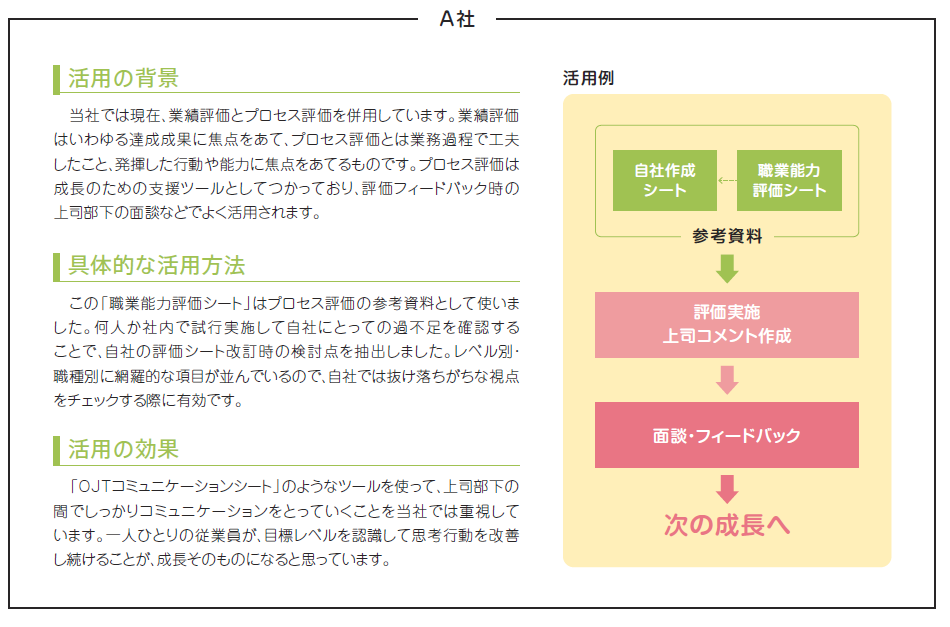 A社
活用の背景
当社では現在、業績評価とプロセス評価を併用しています。業績評価
はいわゆる達成成果に焦点をあて、プロセス評価とは業務過程で工夫
したこと、発揮した行動や能力に焦点をあてるものです。プロセス評価は
成長のための支援ツールとしてつかっており、評価フィードバック時の
上司部下の面談などでよく活用されます。
具体的な活用方法
この「職業能力評価シート」はプロセス評価の参考資料として使いま
した。何人か社内で試行実施して自社にとっての過不足を確認する
ことで、自社の評価シート改訂時の検討点を抽出しました。レベル別・
職種別に網羅的な項目が並んでいるので、自社では抜け落ちがちな視点
をチェックする際に有効です。
活用の効果
「OJTコミュニケーションシート」のようなツールを使って、上司部下の
間でしっかりコミュニケーションをとっていくことを当社では重視して
います。一人ひとりの従業員が、目標レベルを認識して思考行動を改善
し続けることが、成長そのものになると思っています。
活用例
自社作成
シート
職業能力
評価シート
参考資料
評価実施
上司コメント作成
面談・フィードバック
次の成長へ